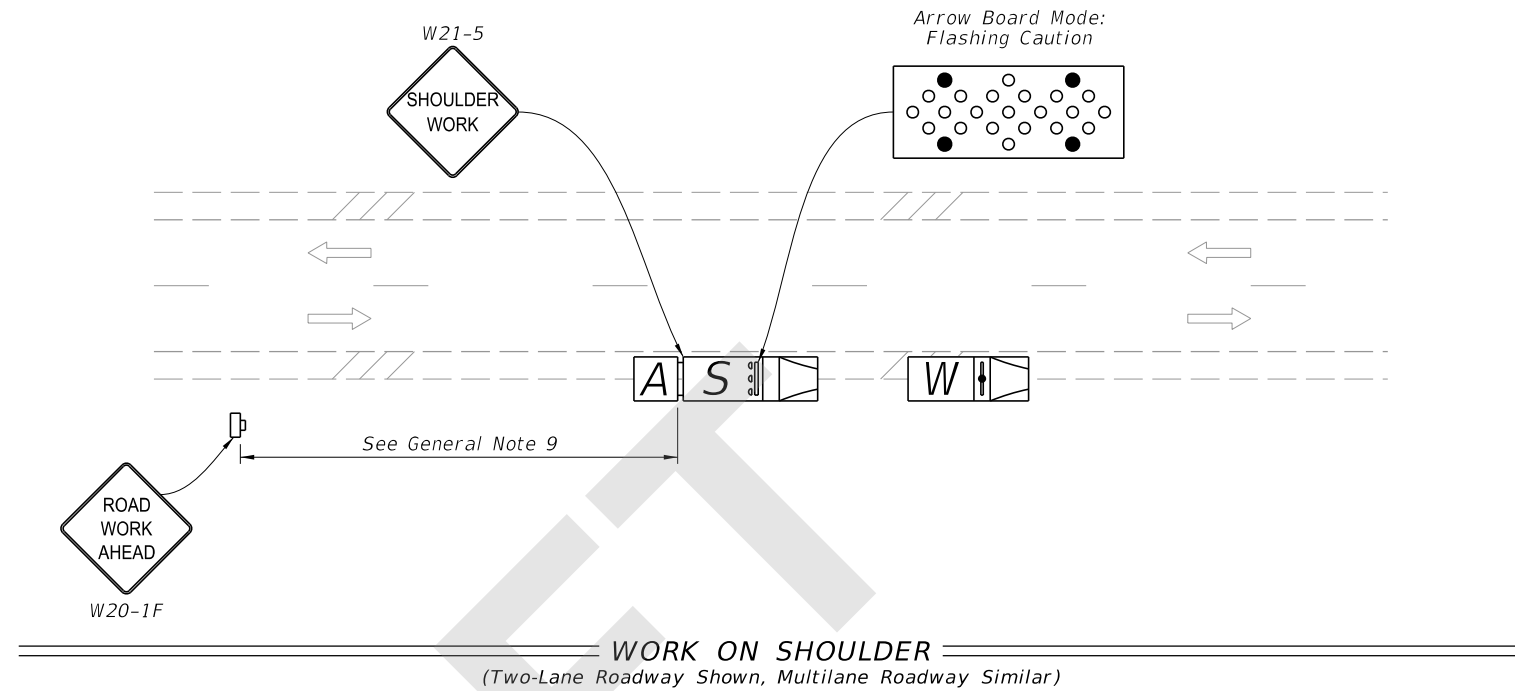 W21-5
SHOULDER
WORK
Arrow Board Mode:
Flashing Caution
A
S
W
See General Note 9
ROAD
WORK
AHEAD
W20-1F
WORK ON SHOULDER
(Two-Lane Roadway Shown, Multilane Roadway Similar)